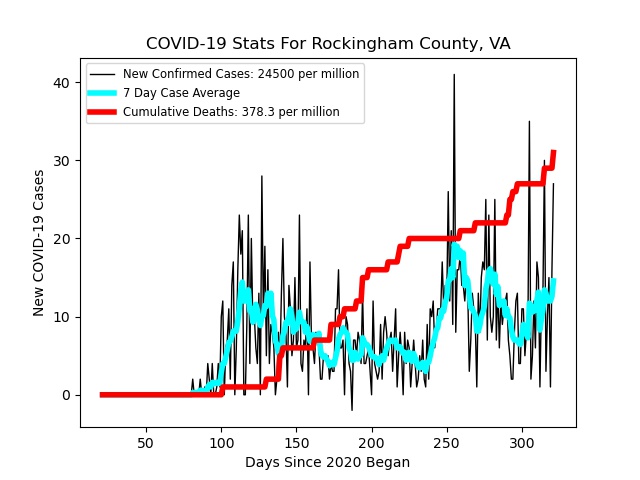 COVID-19 Stats For Rockingham County, VA
New Confirmed Cases: 24500 per million
7 Day Case Average
Cumulative Deaths: 378.3 per million
New COVID-19 Cases
40
30
20
10
0
50 100 150 200 250 300
Days Since 2020 Began